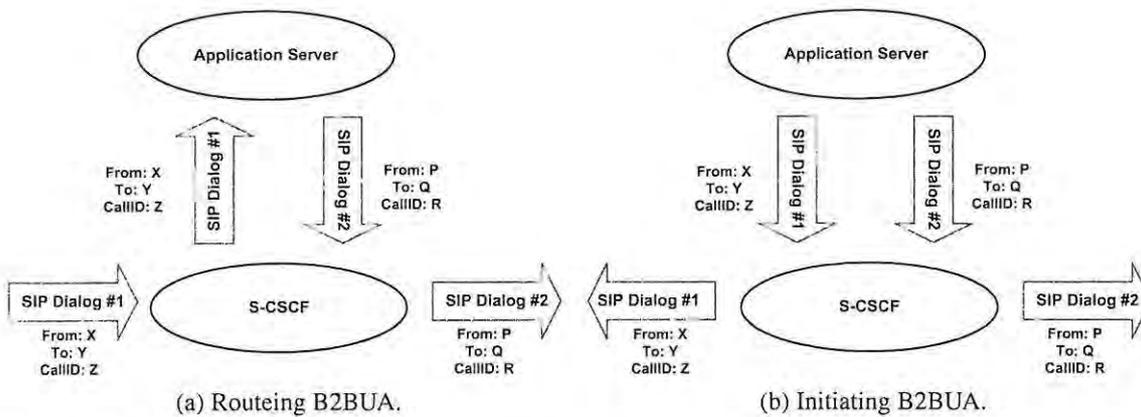 Application Server
SIP Dialog #1
SIP Dialog #2
From: X
To: Y
CallID: Z
From: P
To: Q
CallID: R
SIP Dialog #1
S-CSCF
SIP Dialog #2
From: X
To: Y
CallID: Z
From: P
To: Q
CallID: R
(a) Routeing B2BUA.
Application Server
SIP Dialog #1
SIP Dialog #2
From: X
To: Y
CallID: Z
From: P
To: Q
CallID: R
SIP Dialog #1
S-CSCF
SIP Dialog #2
From: X
To: Y
CallID: Z
From: P
To: Q
CallID: R
(b) Initiating B2BUA.